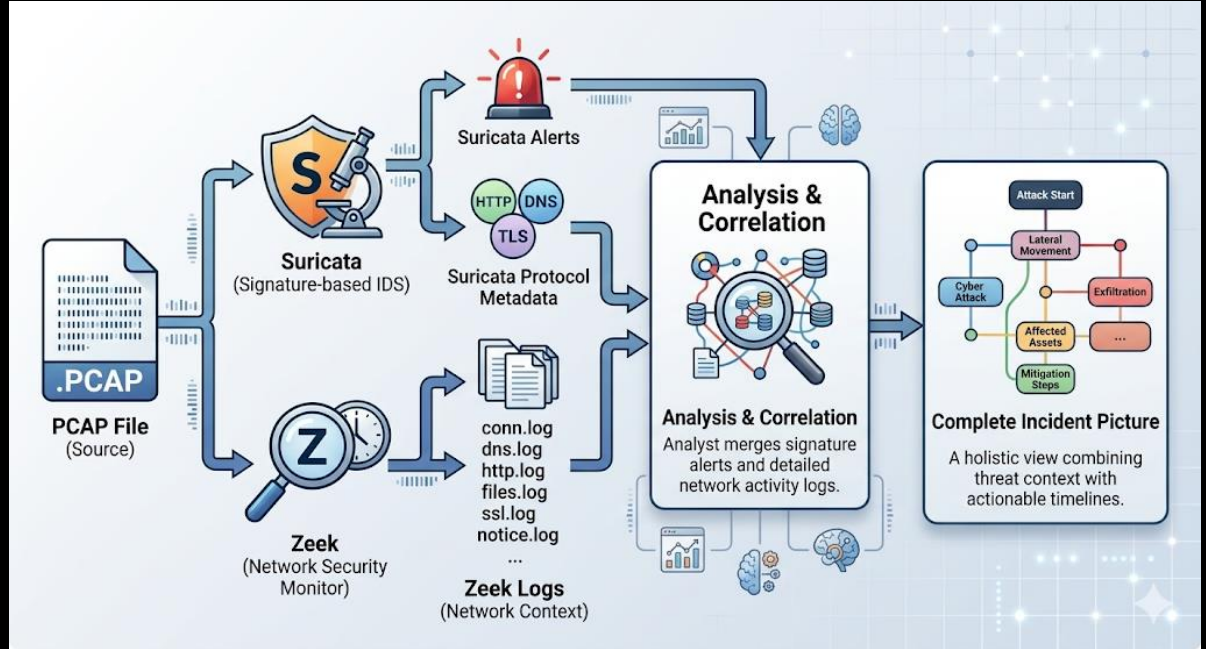 .PCAP
PCAP File
(Source)
S
Suricata
(Signature-based IDS)
Z
Zeek
(Network Security
Monitor)
Suricata Alerts
HTTP
DNS
TLS
Suricata Protocol
Metadata
conn.log
dns.log
http.log
files.log
ssl.log
notice.log
...
Zeek Logs
(Network Context)
Analysis &
Correlation
Analysis & Correlation
Analyst merges signature
alerts and detailed
network activity logs.
Attack Start
Lateral
Movement
Cyber
Attack
Exfiltration
Affected
Assets
...
Mitigation
Steps
Complete Incident Picture
A holistic view combining
threat context with
actionable timelines.